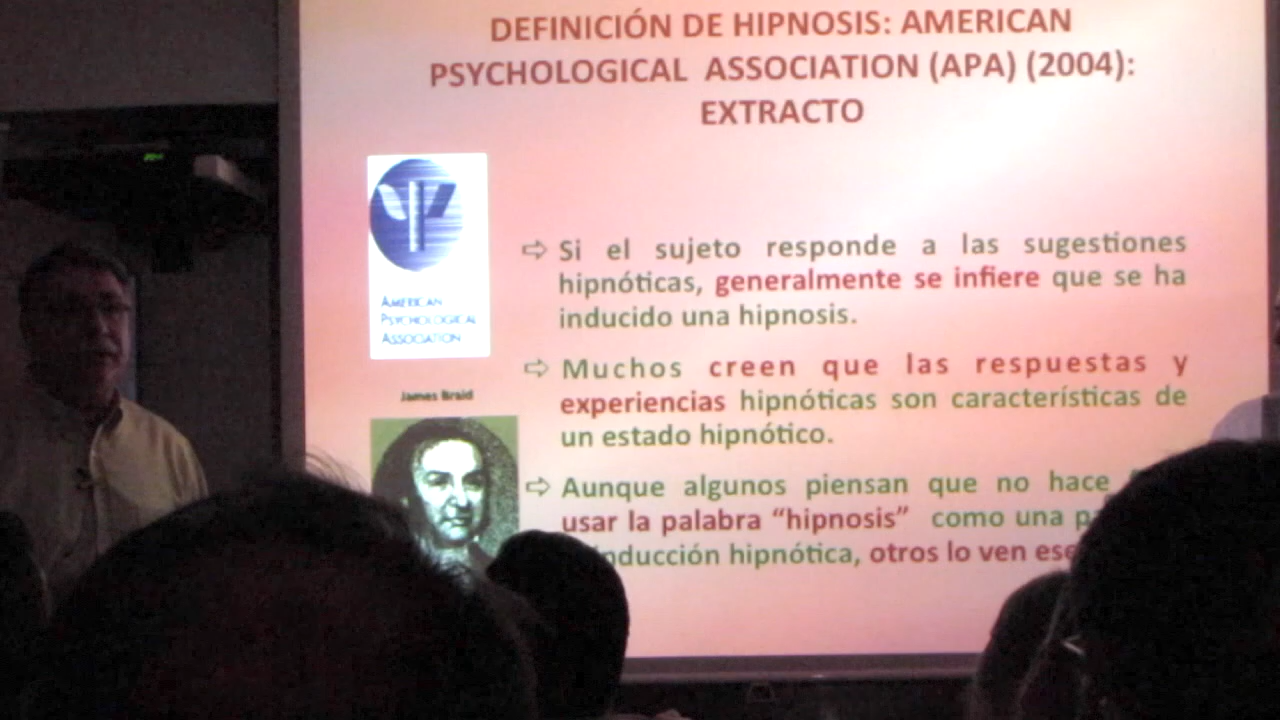 DEFINICIÓN DE HIPNOSIS: AMERICAN
PSYCHOLOGICAL ASSOCIATION (APA) (2004):
EXTRACTO
AMERICAN
PSYCHOLOGICAL
ASSOCIATION
⇨ Si el sujeto responde a las sugestiones
hipnóticas, generalmente se infiere que se ha
inducido una hipnosis.
James Braid
⇨ Muchos creen que las respuestas y
experiencias hipnóticas son características de
un estado hipnótico.
⇨ Aunque algunos piensan que no hace
usar la palabra “hipnosis” como una
inducción hipnótica, otros lo ven